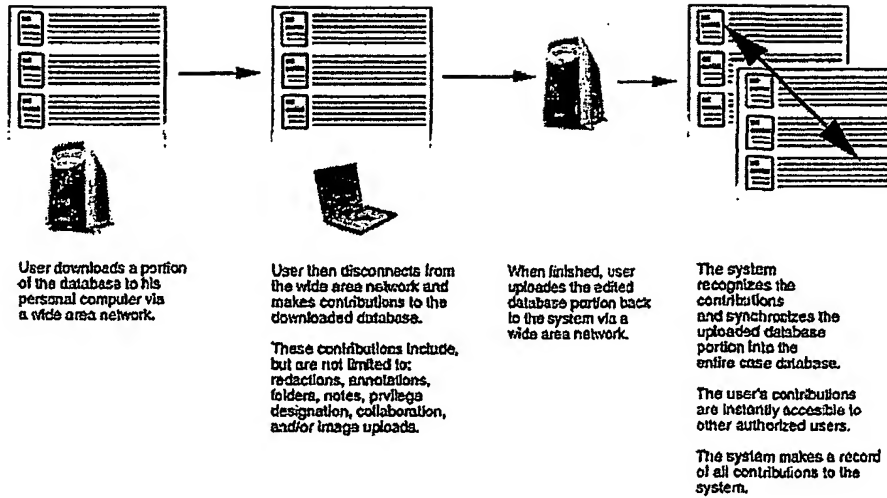 User downloads a portion
of the database to his
personal computer via
a wide area network.
User then disconnects from
the wide area network and
makes contributions to the
downloaded database.
These contributions include,
but are not limited to:
redactions, annotations,
folders, notes, privilege
designation, collaboration,
and/or image uploads.
When finished, user
uploades the edited
database portion back
to the system via a
wide area network.
The system
recognizes the
contributions
and synchronizes the
uploaded database
portion into the
entire case database.
The user's contributions
are instantly accesible to
other authorized users.
The system makes a record
of all contributions to the
system.